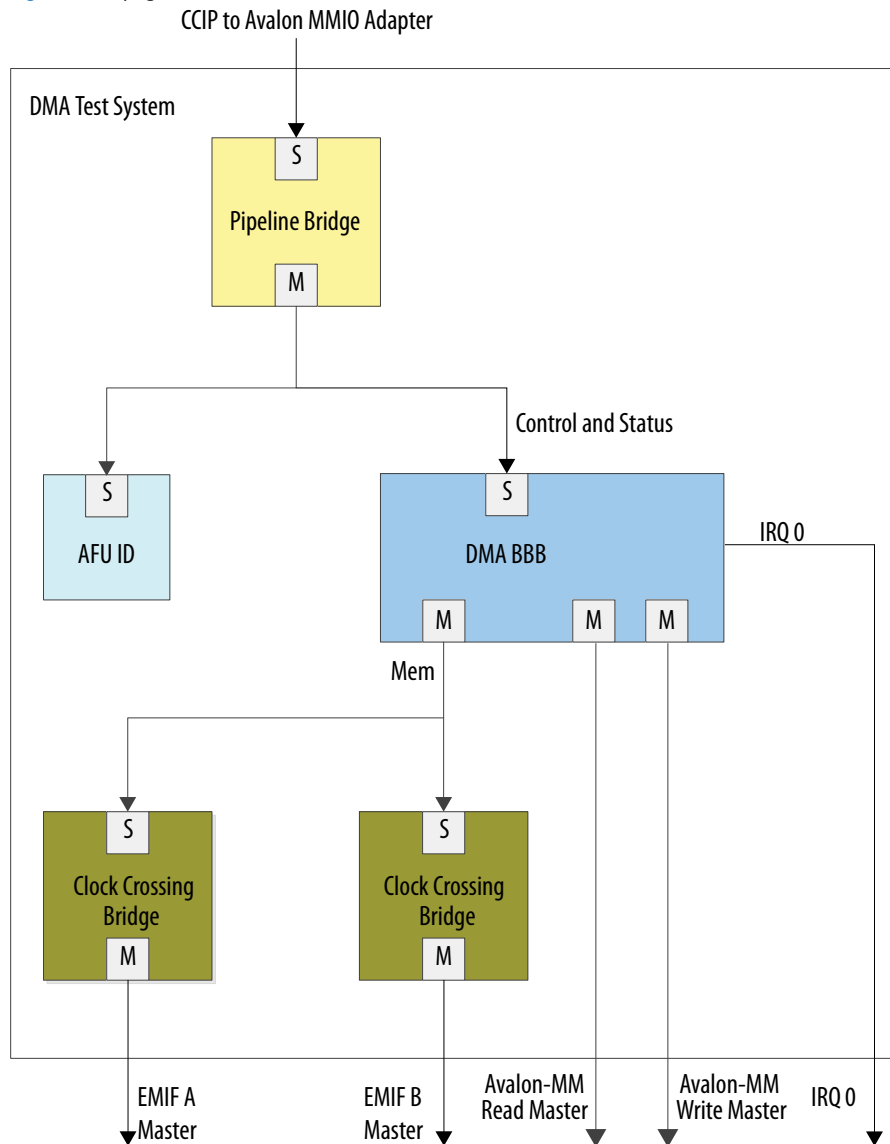 CCIP to Avalon MMIO Adapter
DMA Test System
S
Pipeline Bridge
M
Control and Status
S
AFU ID
S
DMA BBB
IRQ 0
M
M
M
Mem
S
Clock Crossing
Bridge
M
S
Clock Crossing
Bridge
M
EMIF A
Master
EMIF B
Master
Avalon-MM
Read Master
Avalon-MM
Write Master
IRQ 0